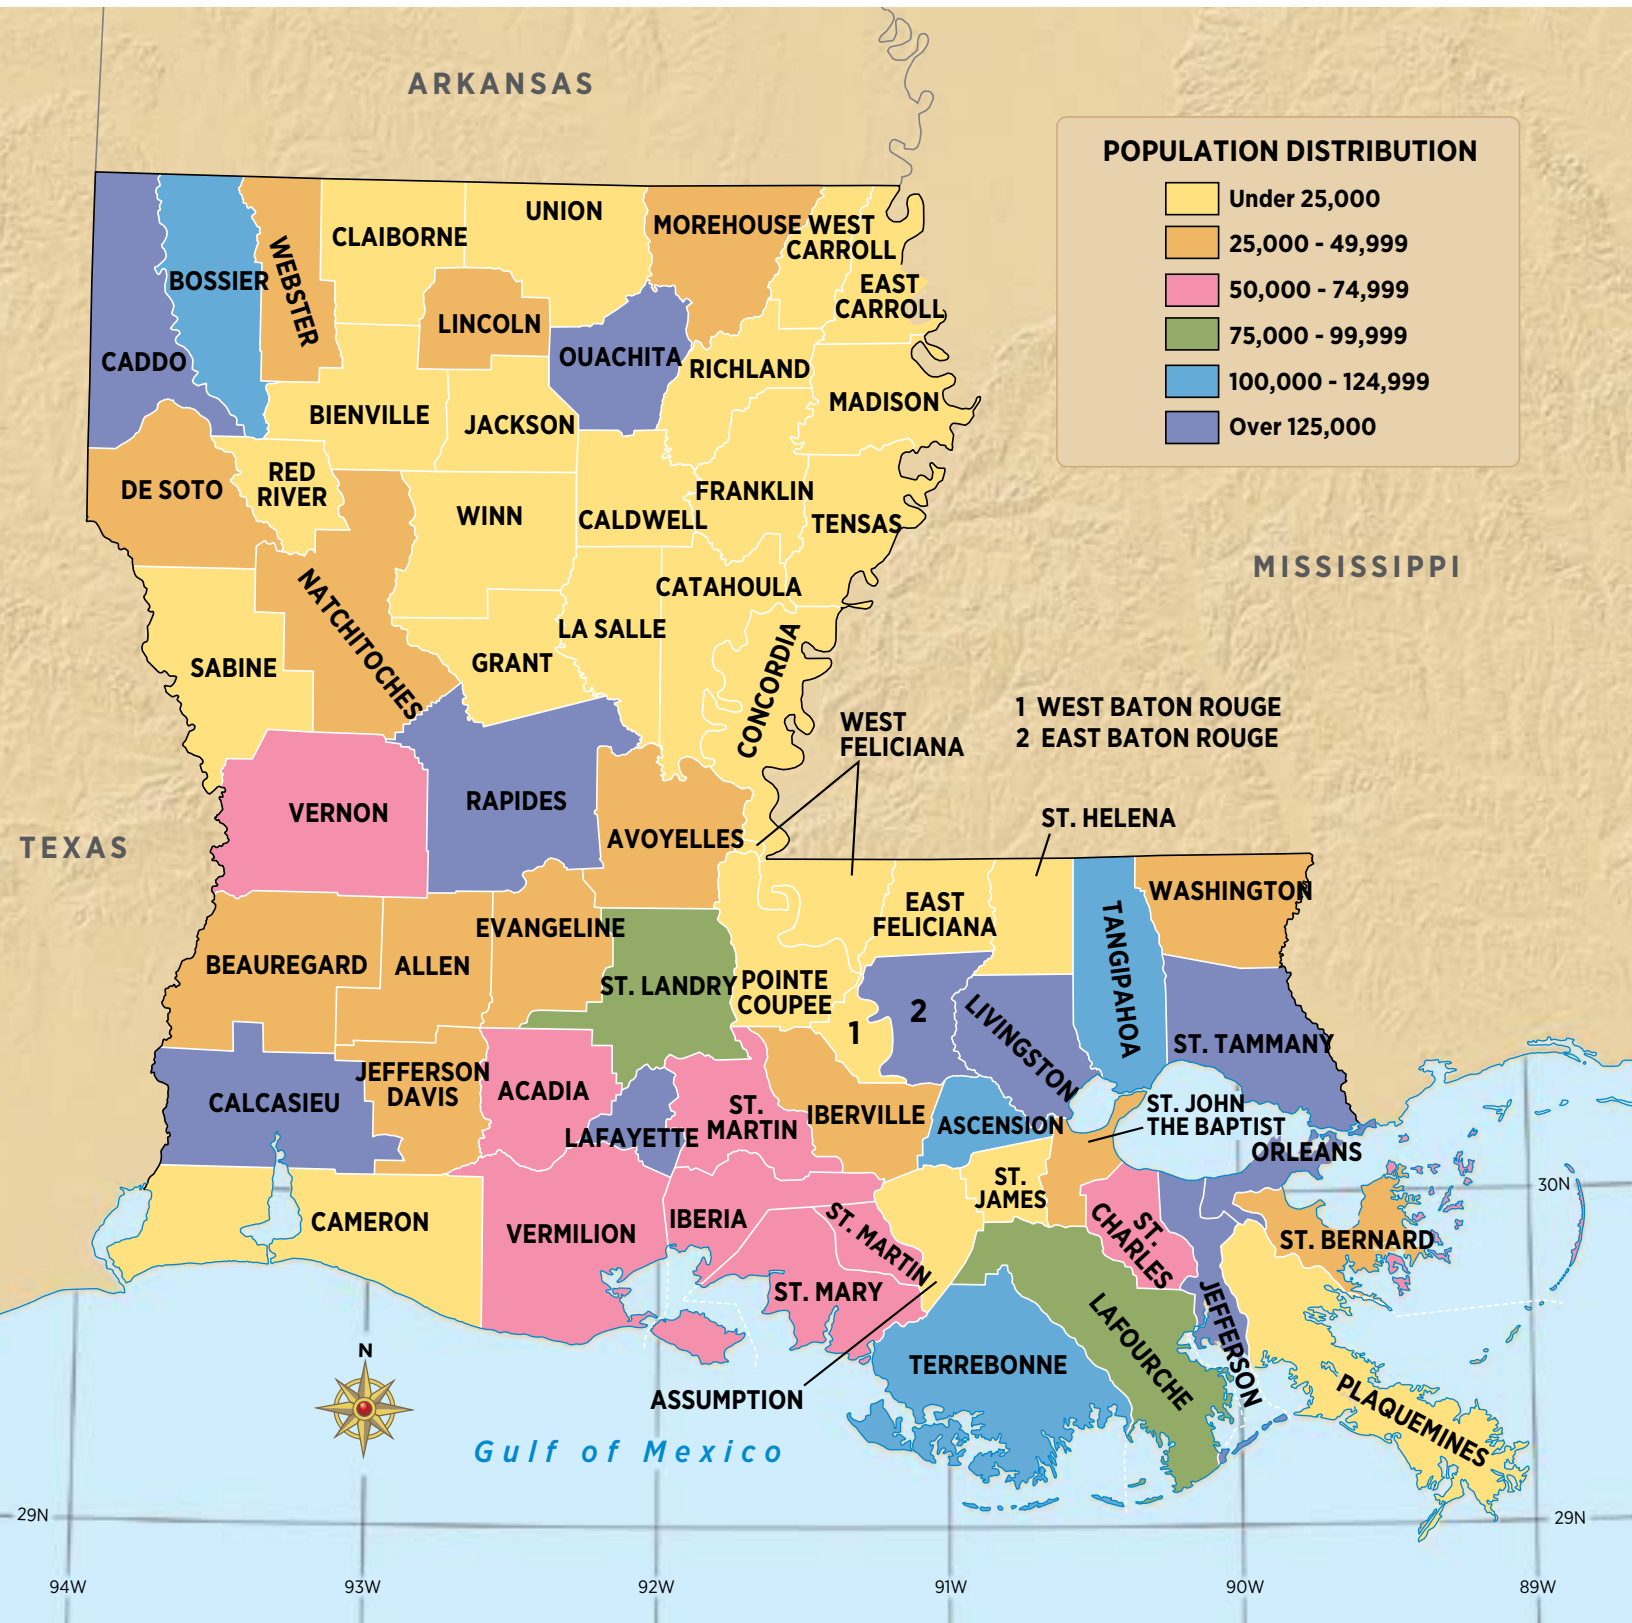 ARKANSAS
POPULATION DISTRIBUTION
Under 25,000
25,000 - 49,999
50,000 - 74,999
75,000 - 99,999
100,000 - 124,999
Over 125,000
CADDO
BOSSIER
WEBSTER
CLAIBORNE
UNION
MOREHOUSE
WEST
CARROLL
EAST
CARROLL
LINCOLN
OUACHITA
RICHLAND
MADISON
BIENVILLE
JACKSON
DE SOTO
RED
RIVER
WINN
CALDWELL
FRANKLIN
TENSAS
MISSISSIPPI
NATCHITOCHES
CATAHOULA
LA SALLE
SABINE
GRANT
CONCORDIA
1 WEST BATON ROUGE
2 EAST BATON ROUGE
WEST
FELICIANA
TEXAS
VERNON
RAPIDES
AVOYELLES
ST. HELENA
WASHINGTON
EAST
FELICIANA
TANGIPAHOA
BEAUREGARD
ALLEN
EVANGELINE
ST. LANDRY
POINTE
COUPEE
1
2
LIVINGSTON
ST. TAMMANY
CALCASIEU
JEFFERSON
DAVIS
ACADIA
LAFAYETTE
ST.
MARTIN
IBERVILLE
ASCENSION
ST. JOHN
THE BAPTIST
ORLEANS
30N
CAMERON
VERMILION
IBERIA
ST. MARTIN
ST.
JAMES
ST.
CHARLES
ST. BERNARD
ST. MARY
JEFFERSON
LAFOURCHE
TERREBONNE
ASSUMPTION
PLAQUEMINES
N
Gulf of Mexico
29N
29N
94W
93W
92W
91W
90W
89W